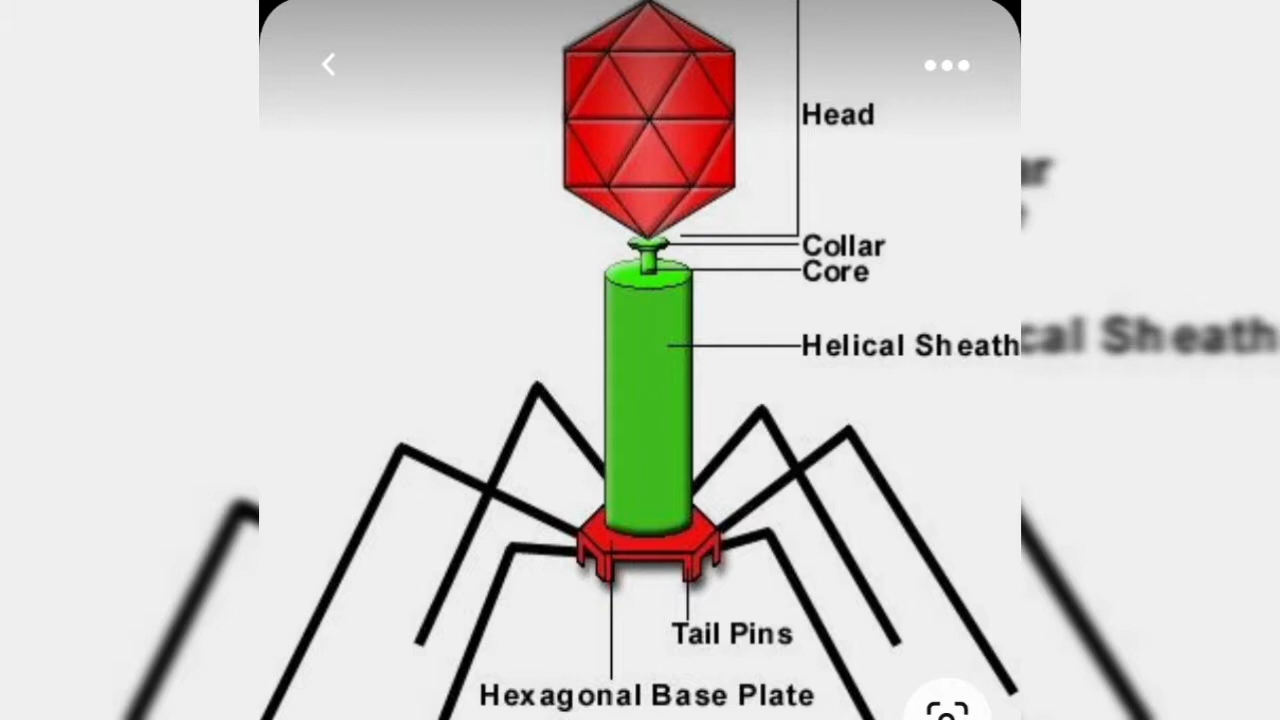 Head
Collar
Core
Helical Sheath
Tail Pins
Hexagonal Base Plate